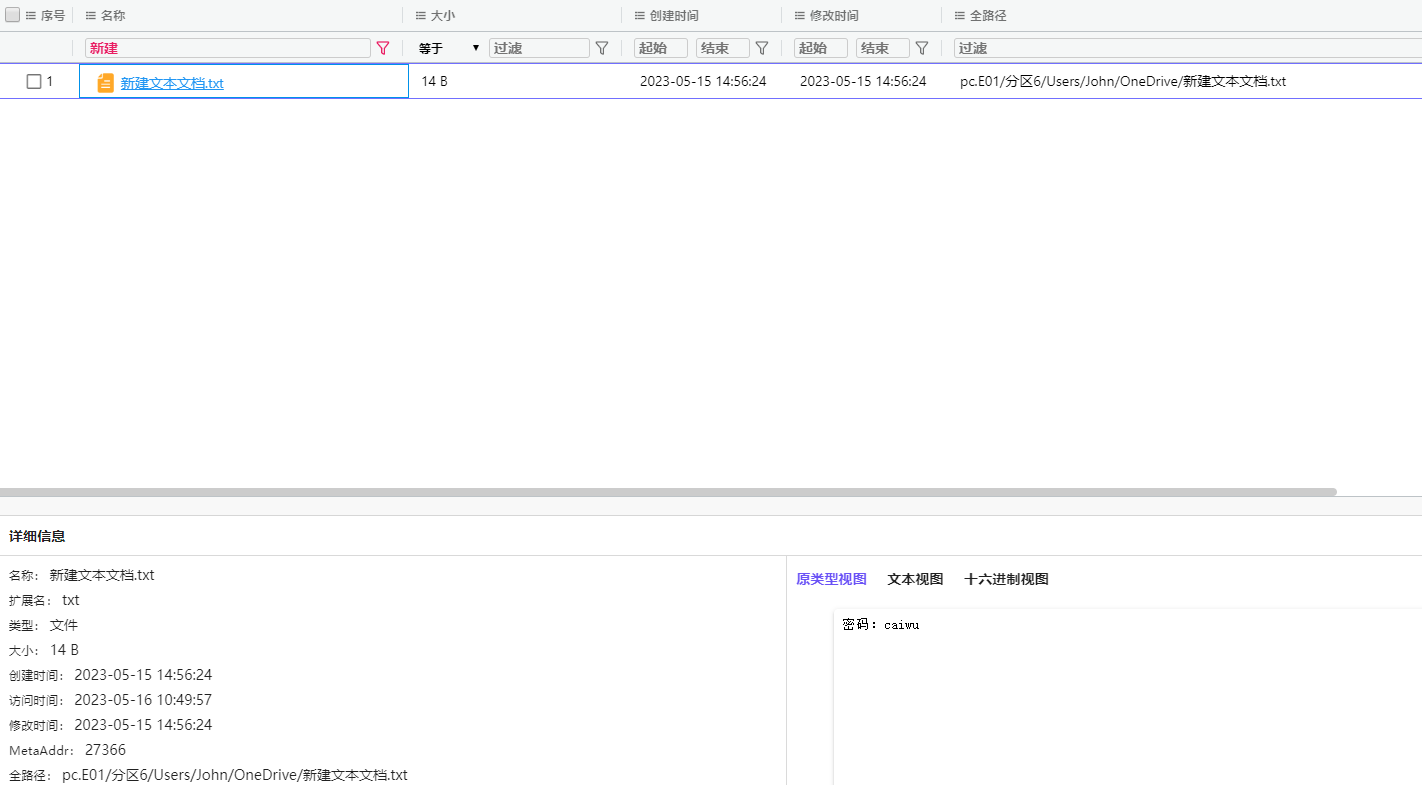 序号 名称 大小 创建时间 修改时间 全路径
新建 等于 ▼ 过滤 起始 结束 起始 结束 过滤
1 新建文本文档.txt 14 B 2023-05-15 14:56:24 2023-05-15 14:56:24 pc.E01/分区6/Users/John/OneDrive/新建文本文档.txt
详细信息
名称： 新建文本文档.txt
扩展名： txt
类型： 文件
大小： 14 B
创建时间： 2023-05-15 14:56:24
访问时间： 2023-05-16 10:49:57
修改时间： 2023-05-15 14:56:24
MetaAddr： 27366
全路径： pc.E01/分区6/Users/John/OneDrive/新建文本文档.txt
原类型视图 文本视图 十六进制视图
密码：caiwu